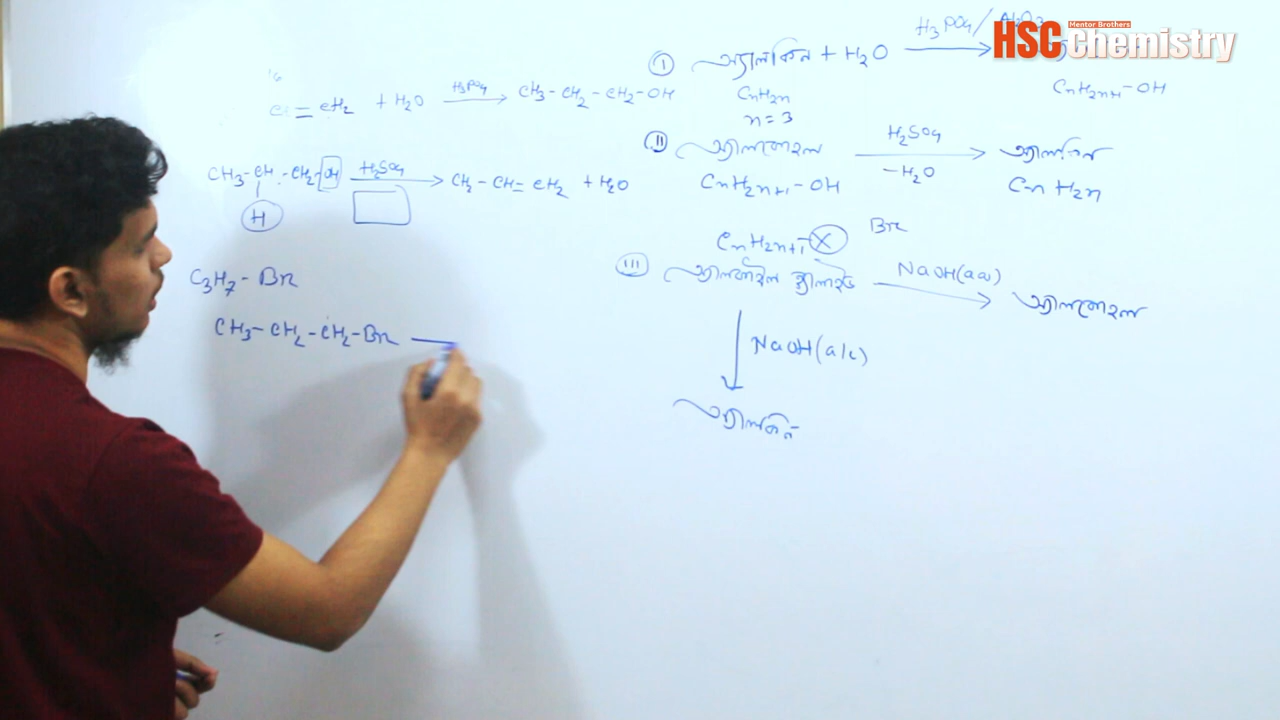 Mentor Brothers
HSC Chemistry
① অ্যালকিন + H₂O H₃PO₄/Al₂O₃ →
CnH₂n CnH₂n+1-OH
n = 3
= CH₂ + H₂O H₃PO₄ → CH₃-CH₂-CH₂-OH
② অ্যালকোহল H₂SO₄ → -H₂O অ্যালকিন
CnH₂n+1-OH CnH₂n
CH₃-CH-CH₂-OH H₂SO₄ → CH₃-CH=CH₂ + H₂O
H
CnH₂n+1-X Br
③ অ্যালকাইল হ্যালাইড NaOH(aq) → অ্যালকোহল
NaOH(alc)
অ্যালকিন
C₃H₇-Br
CH₃-CH₂-CH₂-Br